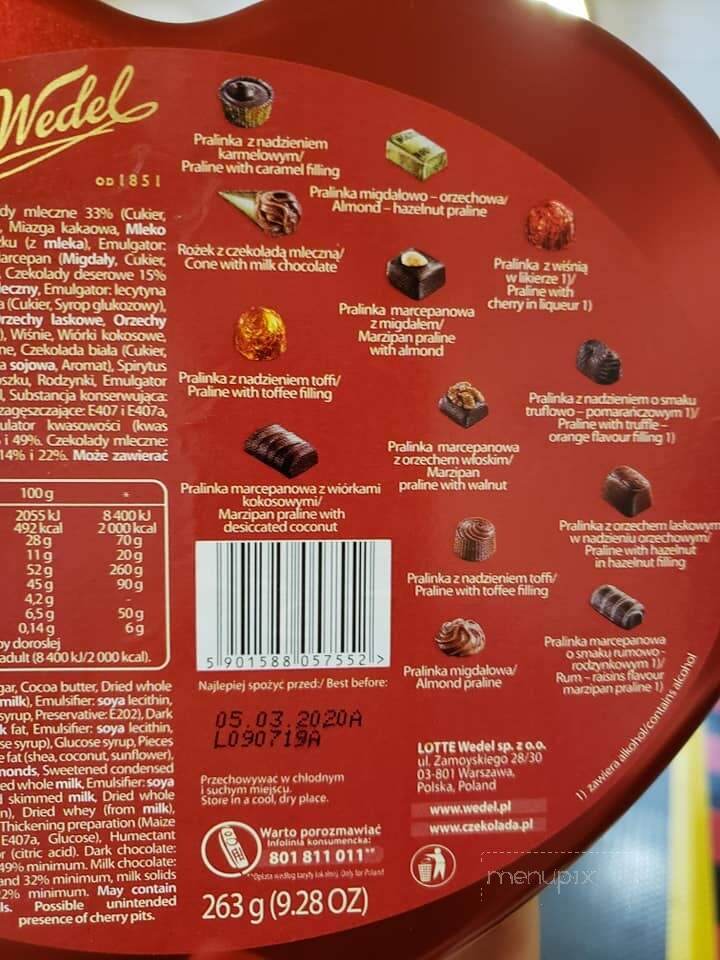 Wedel
OD 1851
Pralinka z nadzieniem
karmelowym/
Praline with caramel filling
Pralinka migdałowo – orzechowa/
Almond – hazelnut praline
Rożek z czekoladą mleczną/
Cone with milk chocolate
Pralinka z wiśnią
w likierze 1)/
Praline with
cherry in liqueur 1)
Pralinka marcepanowa
z migdałem/
Marzipan praline
with almond
Pralinka z nadzieniem toffi/
Praline with toffee filling
Pralinka z nadzieniem o smaku
truflowo – pomarańczowym 1)/
Praline with truffle –
orange flavour filling 1)
Pralinka marcepanowa
z orzechem włoskim/
Marzipan
praline with walnut
Pralinka marcepanowa z wiórkami
kokosowymi/
Marzipan praline with
desiccated coconut
Pralinka z orzechem laskowym
w nadzieniu orzechowym/
Praline with hazelnut
in hazelnut filling
Pralinka z nadzieniem toffi/
Praline with toffee filling
Pralinka marcepanowa
o smaku rumowo-
rodzynkowym 1)/
Rum – raisins flavour
marzipan praline 1)
Pralinka migdałowa/
Almond praline
1) zawiera alkohol/contains alcohol
dy mleczne 33% (Cukier,
, Miazga kakaowa, Mleko
ku (z mleka), Emulgator:
arcepan (Migdały, Cukier,
, Czekolady deserowe 15%
leczny, Emulgator: lecytyna
a (Cukier, Syrop glukozowy),
rzechy laskowe, Orzechy
), Wiśnie, Wiórki kokosowe,
ne, Czekolada biała (Cukier,
a sojowa, Aromat), Spirytus
oszku, Rodzynki, Emulgator
l, Substancja konserwująca:
zagęszczające: E407 i E407a,
ulator kwasowości (kwas
i 49%. Czekolady mleczne:
14% i 22%. Może zawierać
100 g *
2055 kJ 8 400 kJ
492 kcal 2 000 kcal
28 g 70 g
11 g 20 g
52 g 260 g
45 g 90 g
4,2 g -
6,5 g 50 g
0,14 g 6 g
by dorosłej
adult (8 400 kJ/2 000 kcal).
gar, Cocoa butter, Dried whole
milk), Emulsifier: soya lecithin,
syrup, Preservative: E202), Dark
k fat, Emulsifier: soya lecithin,
se syrup), Glucose syrup, Pieces
e fat (shea, coconut, sunflower),
monds, Sweetened condensed
ed whole milk, Emulsifier: soya
l skimmed milk, Dried whole
n), Dried whey (from milk),
Thickening preparation (Maize
E407a, Glucose), Humectant
r (citric acid). Dark chocolate:
49% minimum. Milk chocolate:
and 32% minimum, milk solids
2% minimum. May contain
ls. Possible unintended
presence of cherry pits.
5 901588 057552 >
Najlepiej spożyć przed:/ Best before:
05.03.2020A
L090719A
Przechowywać w chłodnym
i suchym miejscu.
Store in a cool, dry place.
Warto porozmawiać
Infolinia konsumencka:
801 811 011**
**Opłata według taryfy lokalnej. Only for Poland
263 g (9.28 OZ)
LOTTE Wedel sp. z o.o.
ul. Zamoyskiego 28/30
03-801 Warszawa,
Polska, Poland
www.wedel.pl
www.czekolada.pl
menupix